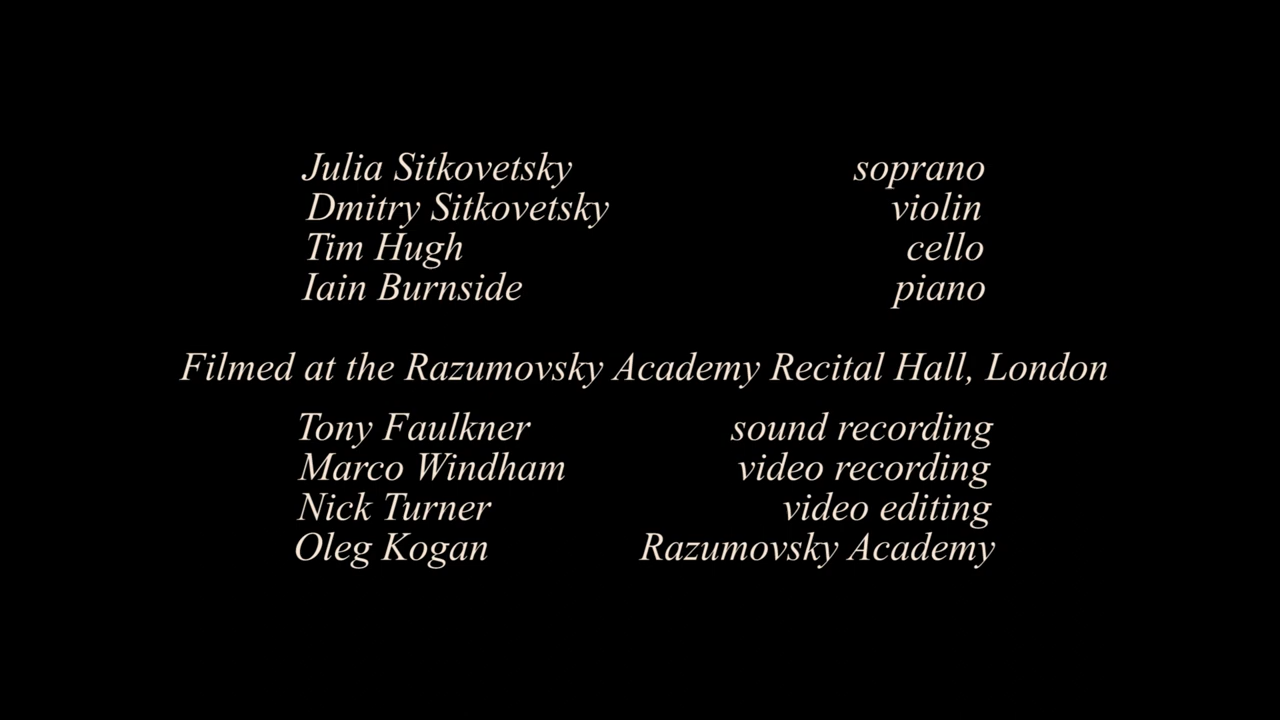 Julia Sitkovetsky soprano
Dmitry Sitkovetsky violin
Tim Hugh cello
Iain Burnside piano
Filmed at the Razumovsky Academy Recital Hall, London
Tony Faulkner sound recording
Marco Windham video recording
Nick Turner video editing
Oleg Kogan Razumovsky Academy